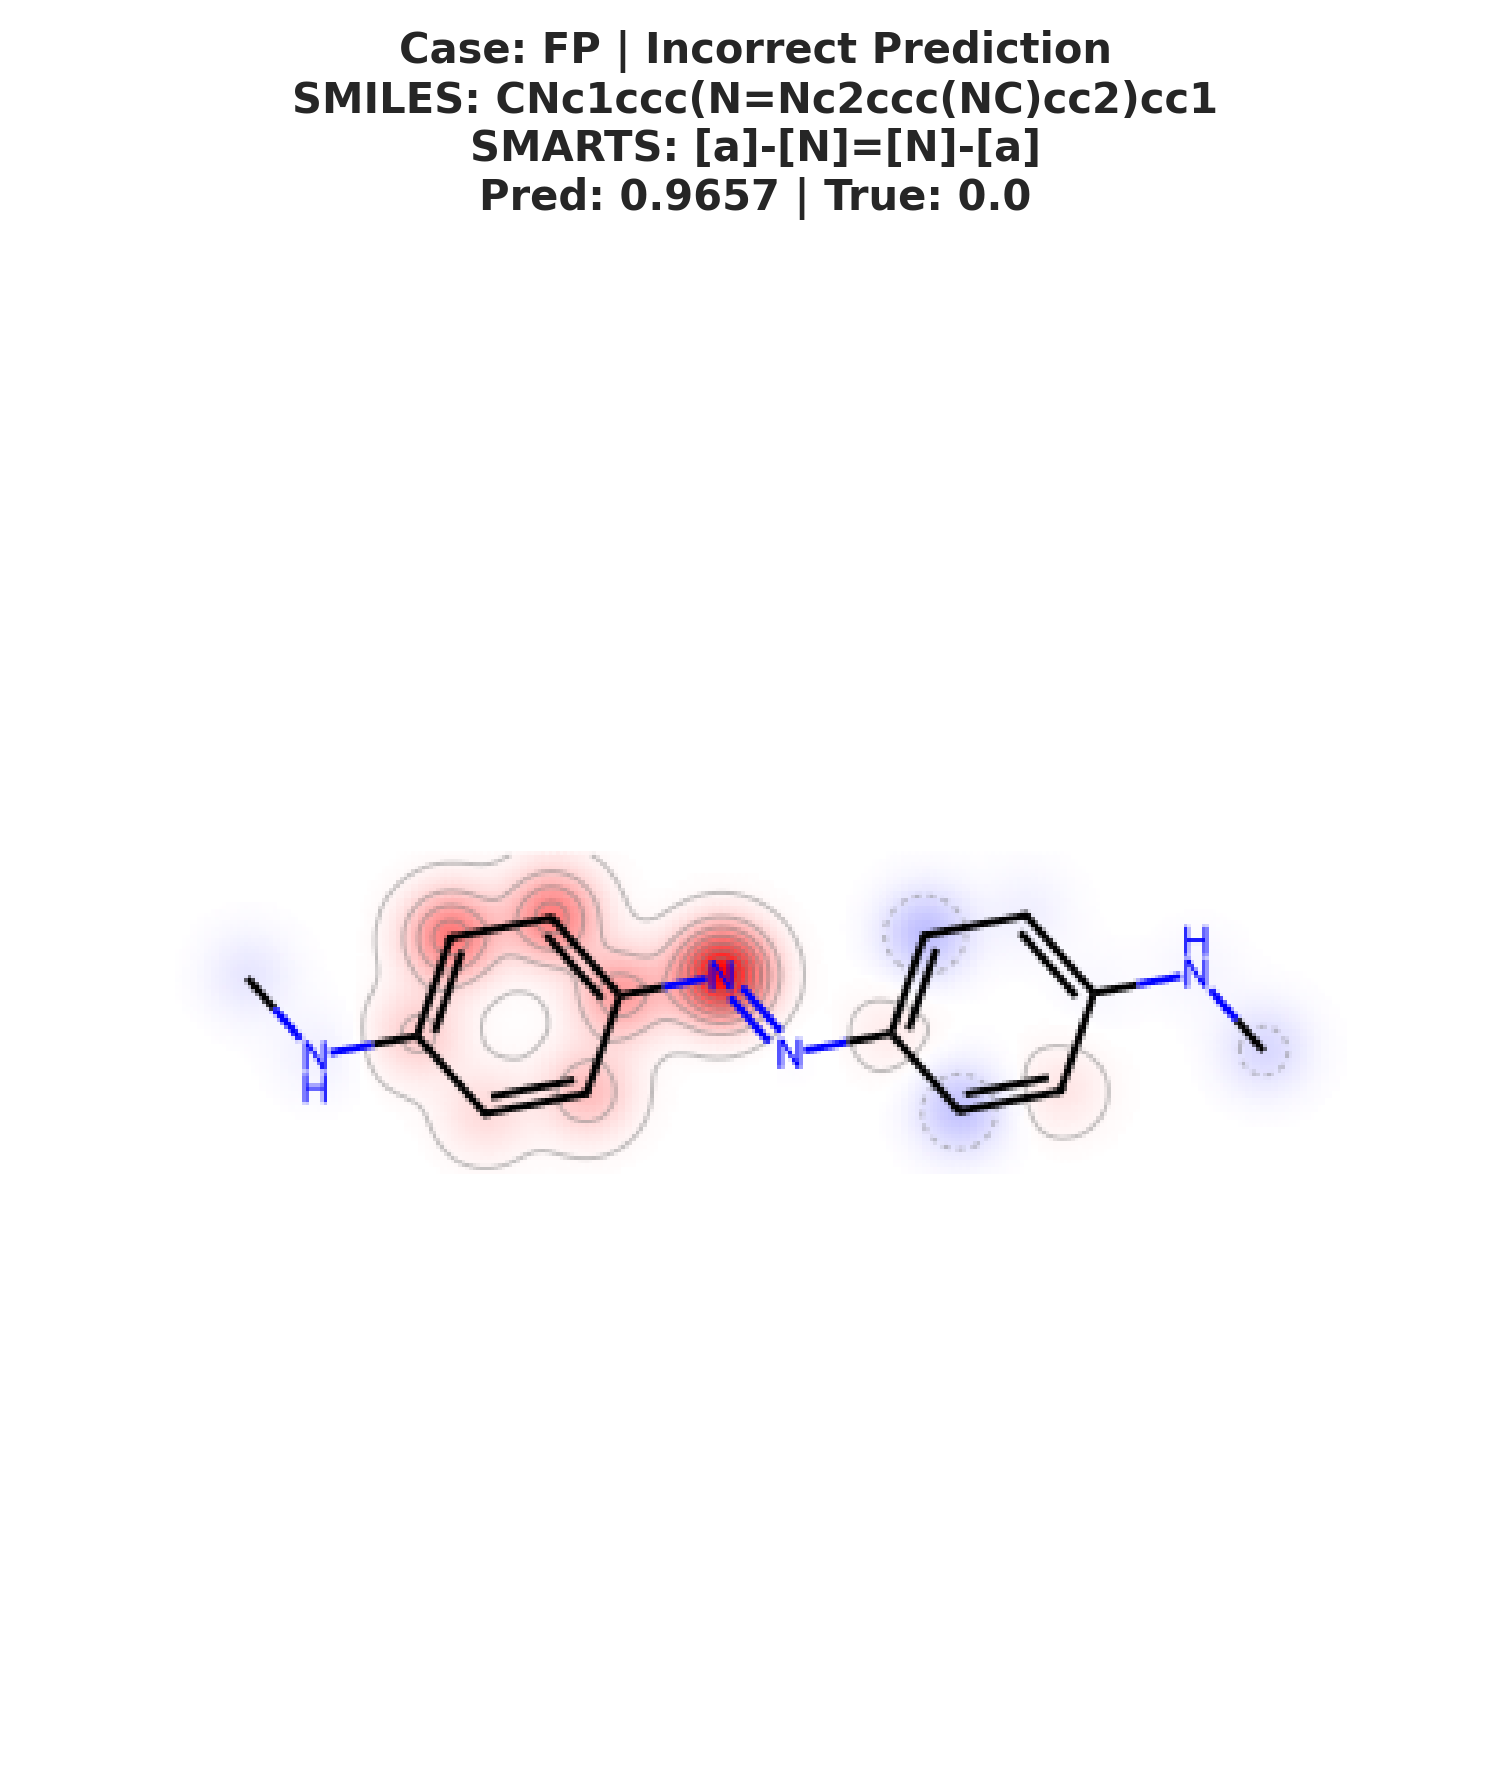 Case: FP | Incorrect Prediction
SMILES: CNc1ccc(N=Nc2ccc(NC)cc2)cc1
SMARTS: [a]-[N]=[N]-[a]
Pred: 0.9657 | True: 0.0
N
H
N
N
H
N